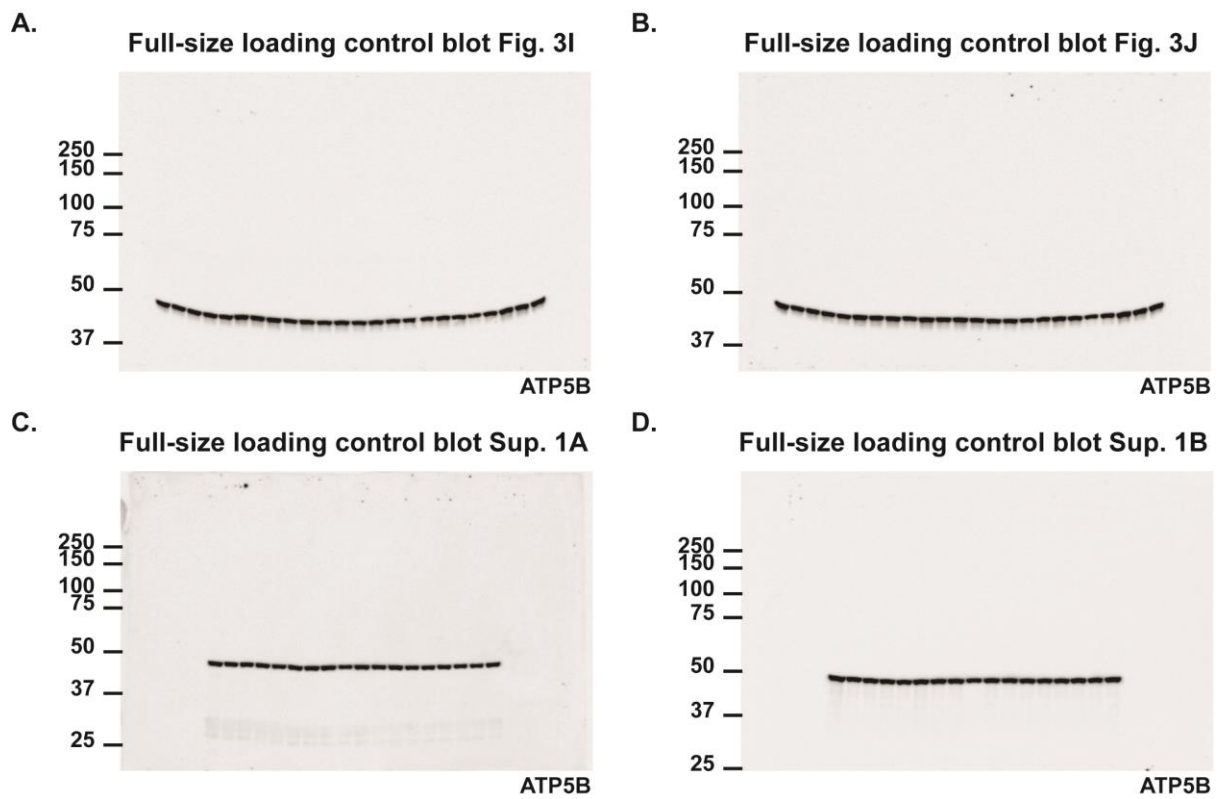 A.
Full-size loading control blot Fig. 3I
250
150
100
75
50
37
ATP5B
B.
Full-size loading control blot Fig. 3J
250
150
100
75
50
37
ATP5B
C.
Full-size loading control blot Sup. 1A
250
150
100
75
50
37
25
ATP5B
D.
Full-size loading control blot Sup. 1B
250
150
100
75
50
37
25
ATP5B